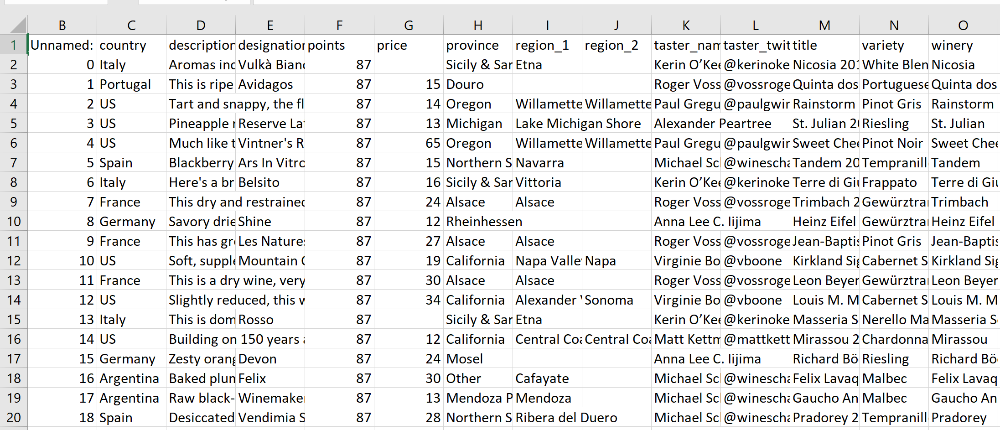 B C D E F G H I J K L M N O
1 Unnamed: country description designation points price province region_1 region_2 taster_nam taster_twit title variety winery
2 0 Italy Aromas inc Vulkà Bianc 87 Sicily & Sar Etna Kerin O’Kee @kerinoke Nicosia 201 White Blen Nicosia
3 1 Portugal This is ripe Avidagos 87 15 Douro Roger Voss @vossroge Quinta dos Portuguese Quinta dos
4 2 US Tart and snappy, the fl 87 14 Oregon Willamette Willamette Paul Gregu @paulgwin Rainstorm Pinot Gris Rainstorm
5 3 US Pineapple r Reserve Lat 87 13 Michigan Lake Michigan Shore Alexander Peartree St. Julian 20 Riesling St. Julian
6 4 US Much like t Vintner's R 87 65 Oregon Willamette Willamette Paul Gregu @paulgwin Sweet Chee Pinot Noir Sweet Chee
7 5 Spain Blackberry Ars In Vitro 87 15 Northern S Navarra Michael Sch @winescha Tandem 20 Tempranill Tandem
8 6 Italy Here's a br Belsito 87 16 Sicily & Sar Vittoria Kerin O’Kee @kerinoke Terre di Giu Frappato Terre di Giu
9 7 France This dry and restrained 87 24 Alsace Alsace Roger Voss @vossroge Trimbach 2 Gewürztra Trimbach
10 8 Germany Savory drie Shine 87 12 Rheinhessen Anna Lee C. Iijima Heinz Eifel Gewürztra Heinz Eifel
11 9 France This has gre Les Natures 87 27 Alsace Alsace Roger Voss @vossroge Jean-Baptis Pinot Gris Jean-Baptis
12 10 US Soft, supple Mountain C 87 19 California Napa Valle Napa Virginie Bo @vboone Kirkland Sig Cabernet S Kirkland Sig
13 11 France This is a dry wine, very 87 30 Alsace Alsace Roger Voss @vossroge Leon Beyer Gewürztra Leon Beyer
14 12 US Slightly reduced, this w 87 34 California Alexander V Sonoma Virginie Bo @vboone Louis M. M Cabernet S Louis M. M
15 13 Italy This is dom Rosso 87 Sicily & Sar Etna Kerin O’Kee @kerinoke Masseria S Nerello Ma Masseria S
16 14 US Building on 150 years a 87 12 California Central Coa Central Coa Matt Kettm @mattkett Mirassou 2 Chardonna Mirassou
17 15 Germany Zesty orang Devon 87 24 Mosel Anna Lee C. Iijima Richard Bö Riesling Richard Bö
18 16 Argentina Baked plum Felix 87 30 Other Cafayate Michael Sch @winescha Felix Lavaq Malbec Felix Lavaq
19 17 Argentina Raw black- Winemaker 87 13 Mendoza P Mendoza Michael Sch @winescha Gaucho An Malbec Gaucho An
20 18 Spain Desiccated Vendimia S 87 28 Northern S Ribera del Duero Michael Sch @winescha Pradorey 2 Tempranill Pradorey